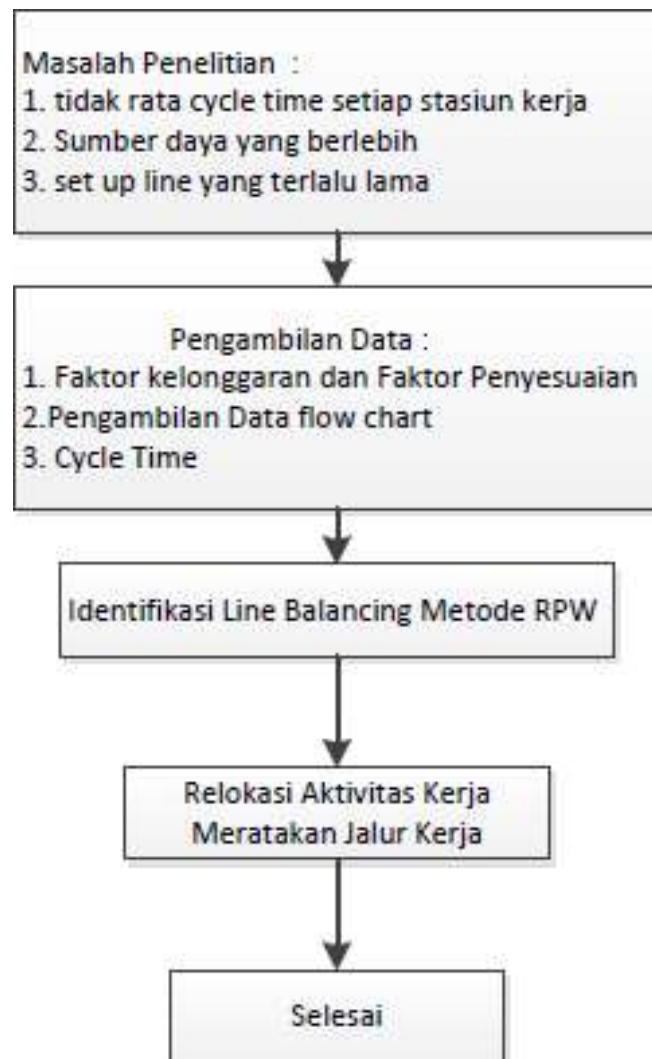 Masalah Penelitian :
1. tidak rata cycle time setiap stasiun kerja
2. Sumber daya yang berlebih
3. set up line yang terlalu lama
Pengambilan Data :
1. Faktor kelonggaran dan Faktor Penyesuaian
2.Pengambilan Data flow chart
3. Cycle Time
Identifikasi Line Balancing Metode RPW
Relokasi Aktivitas Kerja
Meratakan Jalur Kerja
Selesai